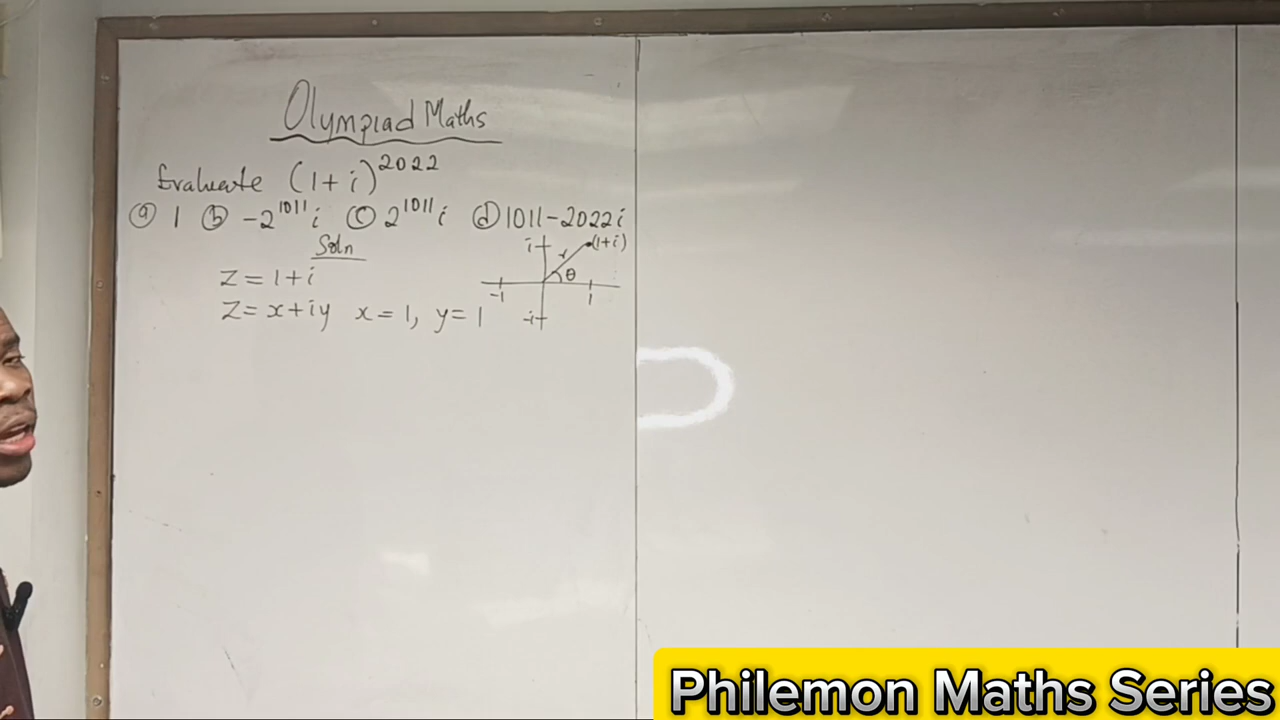 Olympiad Maths
Evaluate (1+i)^2022
(a) 1 (b) -2^1011 i (c) 2^1011 i (d) 1011-2022i
Soln
z = 1+i
z = x+iy x = 1, y = 1
i (1+i)
r
θ
-1 1
-i
Philemon Maths Series